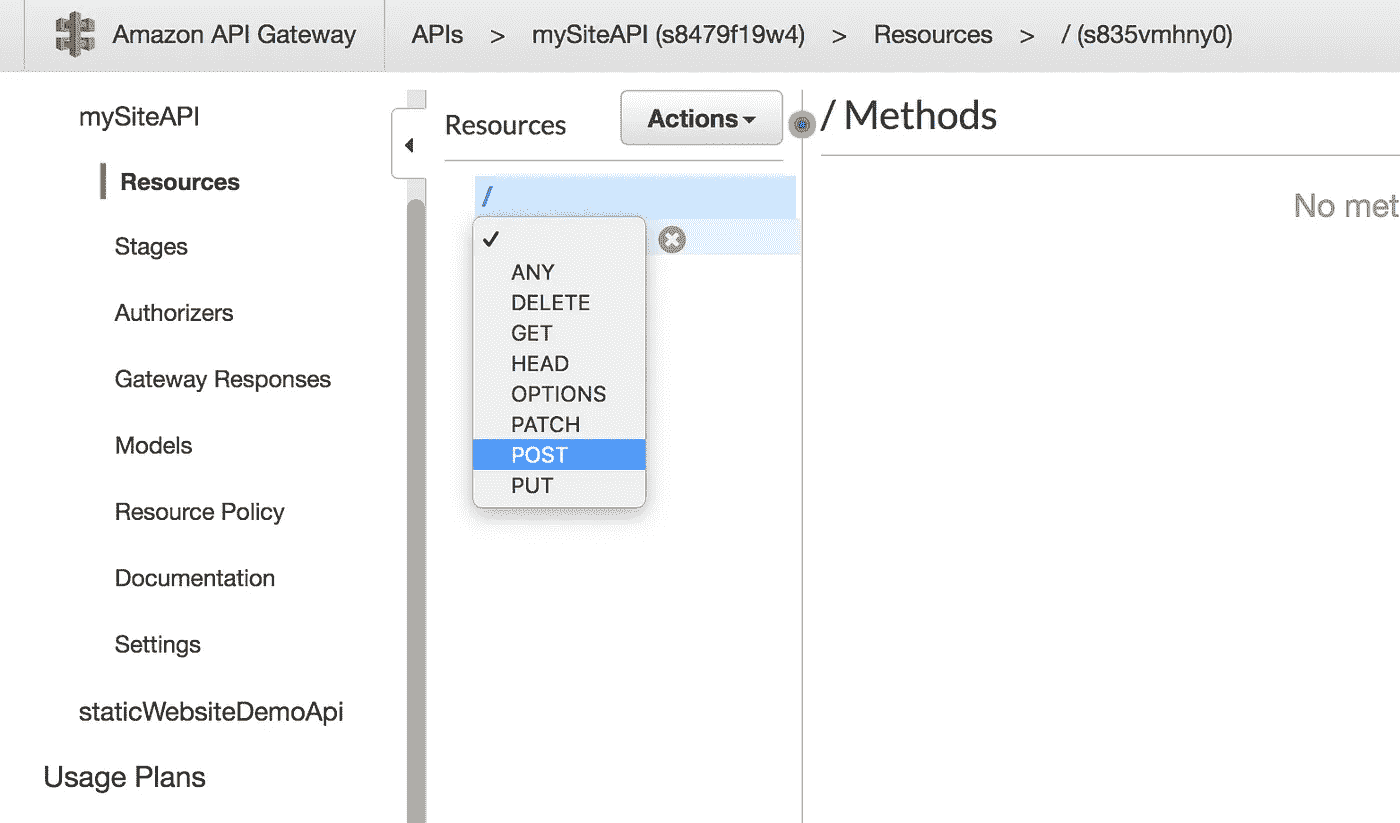 Amazon API Gateway
APIs > mySiteAPI (s8479f19w4) > Resources > / (s835vmhny0)
mySiteAPI
Resources
Stages
Authorizers
Gateway Responses
Models
Resource Policy
Documentation
Settings
staticWebsiteDemoApi
Usage Plans
Resources
Actions
/
✓
ANY
DELETE
GET
HEAD
OPTIONS
PATCH
POST
PUT
/ Methods
No met